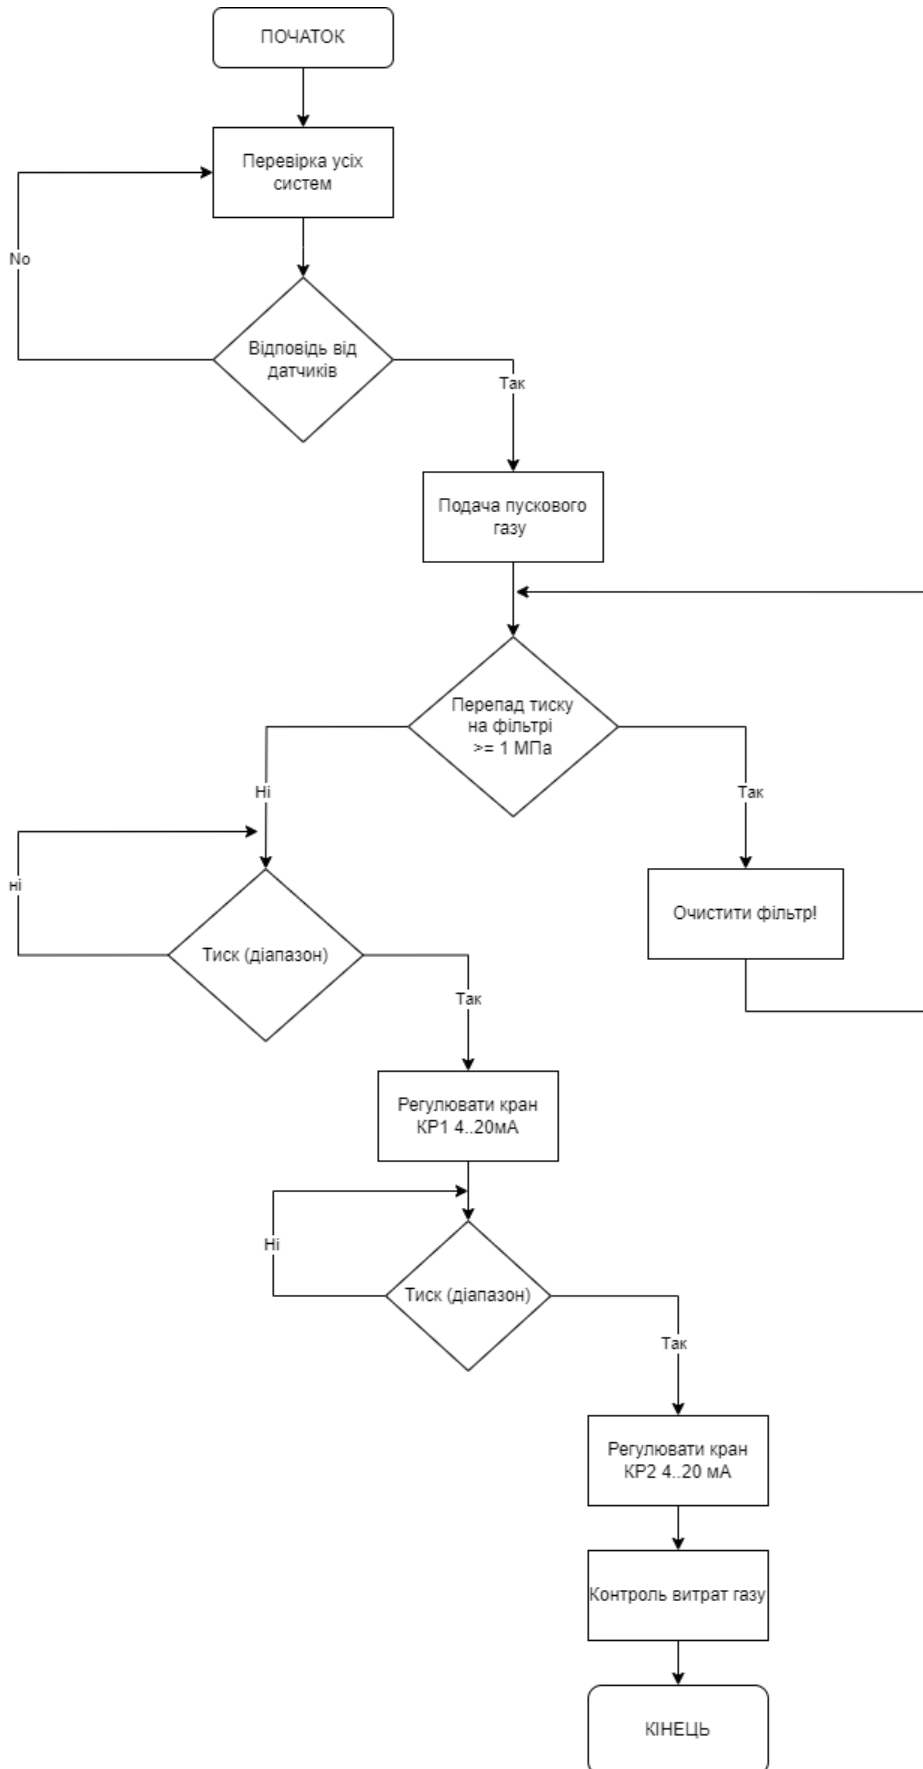 ПОЧАТОК
Перевірка усіх
систем
No
Відповідь від
датчиків
Так
Подача пускового
газу
Перепад тиску
на фільтрі
>= 1 МПа
Ні
Так
ні
Очистити фільтр!
Тиск (діапазон)
Так
Регулювати кран
КР1 4..20мА
Ні
Тиск (діапазон)
Так
Регулювати кран
КР2 4..20 мА
Контроль витрат газу
КІНЕЦЬ